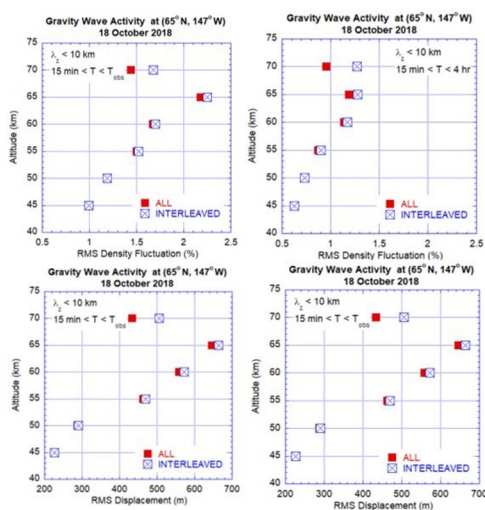 Gravity Wave Activity at (65°N, 147°W)
18 October 2018
75
70
65
60
55
50
45
40
Altitude (km)
λz < 10 km
15 min < T < Tobs
ALL
INTERLEAVED
0.5 1 1.5 2 2.5
RMS Density Fluctuation (%)
Gravity Wave Activity at (65°N, 147°W)
18 October 2018
75
70
65
60
55
50
45
40
Altitude (km)
λz < 10 km
15 min < T < 4 hr
ALL
INTERLEAVED
0.5 1 1.5 2 2.5
RMS Density Fluctuation (%)
Gravity Wave Activity at (65°N, 147°W)
18 October 2018
75
70
65
60
55
50
45
40
Altitude (km)
λz < 10 km
15 min < T < Tobs
ALL
INTERLEAVED
200 300 400 500 600 700
RMS Displacement (m)
Gravity Wave Activity at (65°N, 147°W)
18 October 2018
75
70
65
60
55
50
45
40
Altitude (km)
λz < 10 km
15 min < T < Tobs
ALL
INTERLEAVED
200 300 400 500 600 700
RMS Displacement (m)